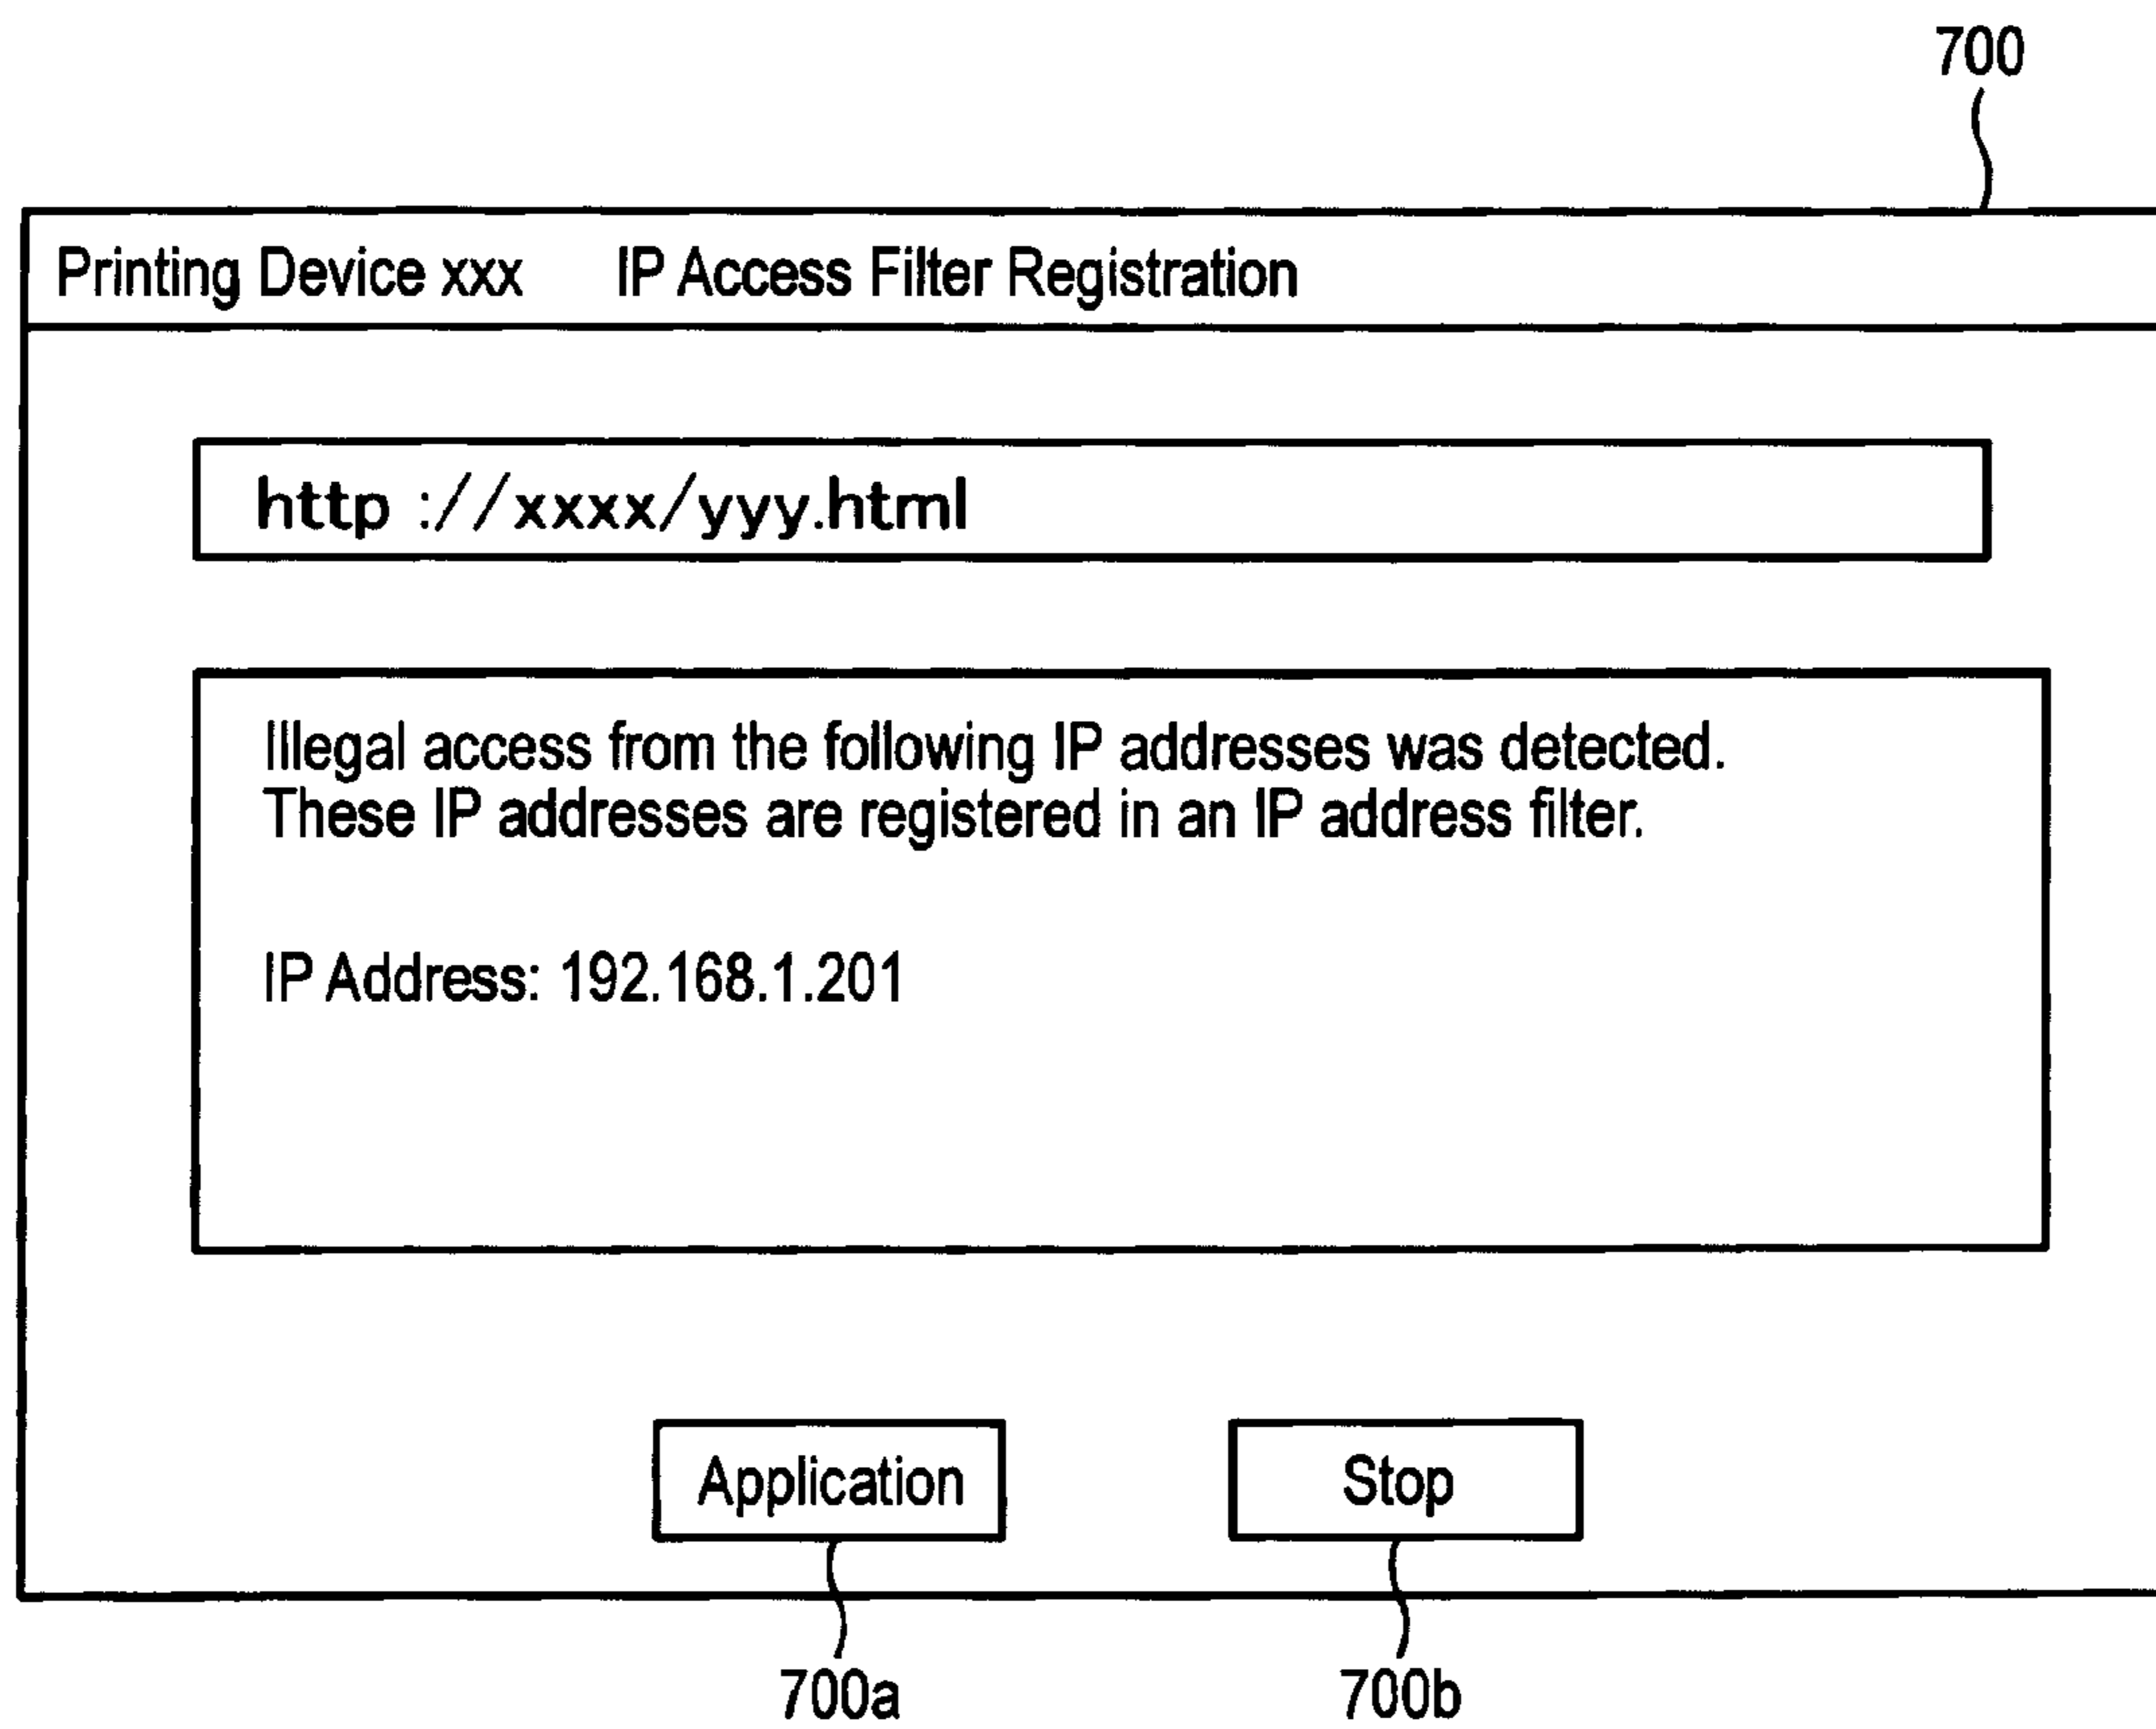 700
Printing Device xxx IP Access Filter Registration
http ://xxxx/yyy.html
Illegal access from the following IP addresses was detected.
These IP addresses are registered in an IP address filter.
IP Address: 192.168.1.201
Application Stop
700a 700b